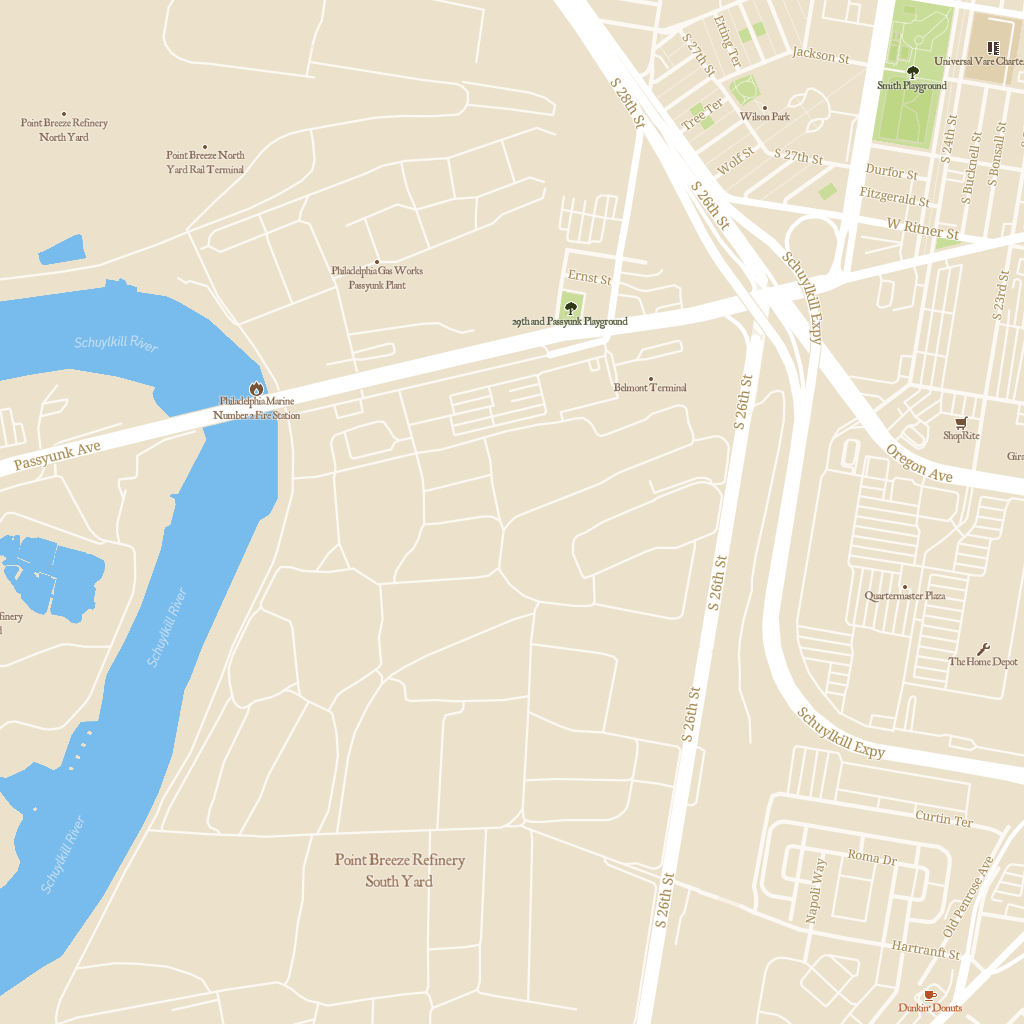 Etting Ter
S 27th St
Jackson St
Universal Vare Charte
Smith Playground
S 28th St
Tree Ter
Wilson Park
Point Breeze Refinery
North Yard
S 24th St
S Bucknell St
S Bonsall St
Point Breeze North
Yard Rail Terminal
Wolf St
S 27th St
Durfor St
Fitzgerald St
S 26th St
W Ritner St
Philadelphia Gas Works
Passyunk Plant
Ernst St
S 23rd St
Schuylkill Expy
29th and Passyunk Playground
Schuylkill River
Belmont Terminal
Philadelphia Marine
Number 2 Fire Station
S 26th St
ShopRite
Passyunk Ave
Oregon Ave
Gira
S 26th St
Quartermaster Plaza
finery
Schuylkill River
The Home Depot
S 26th St
Schuylkill Expy
Curtin Ter
Schuylkill River
Point Breeze Refinery
South Yard
Roma Dr
Napoli Way
S 26th St
Old Penrose Ave
Hartranft St
Dunkin' Donuts